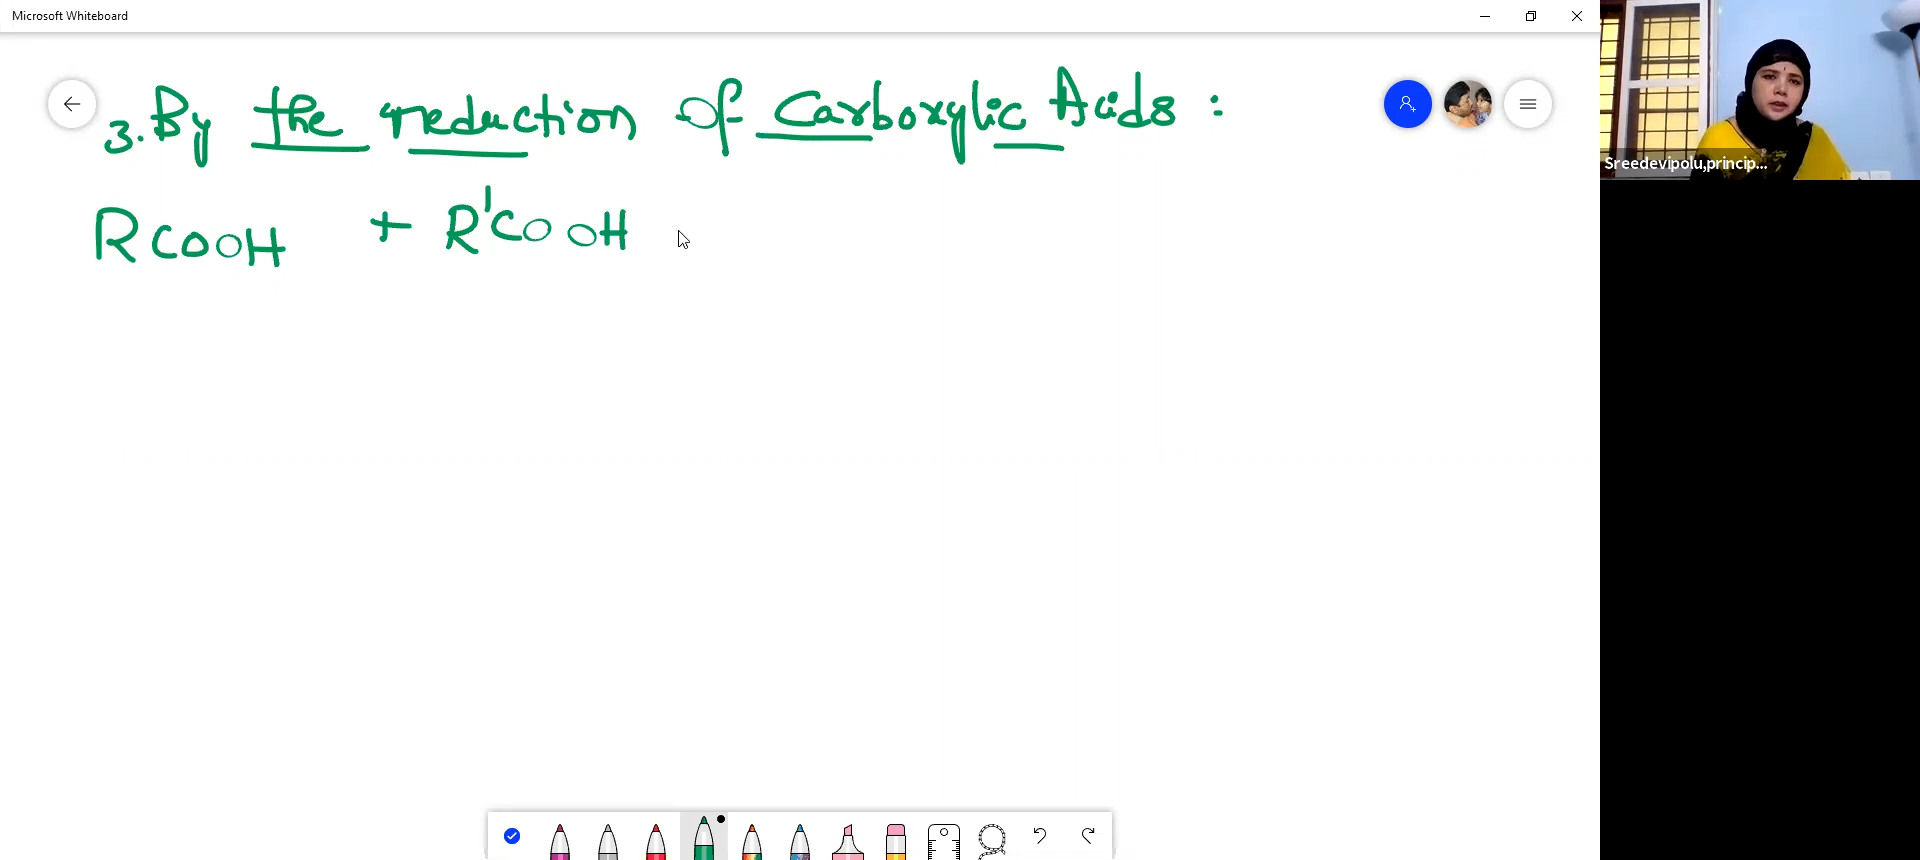 Microsoft Whiteboard
3. By the reduction of Carboxylic Acids :
RCOOH + R'COOH
Sreedevipolu,princip...